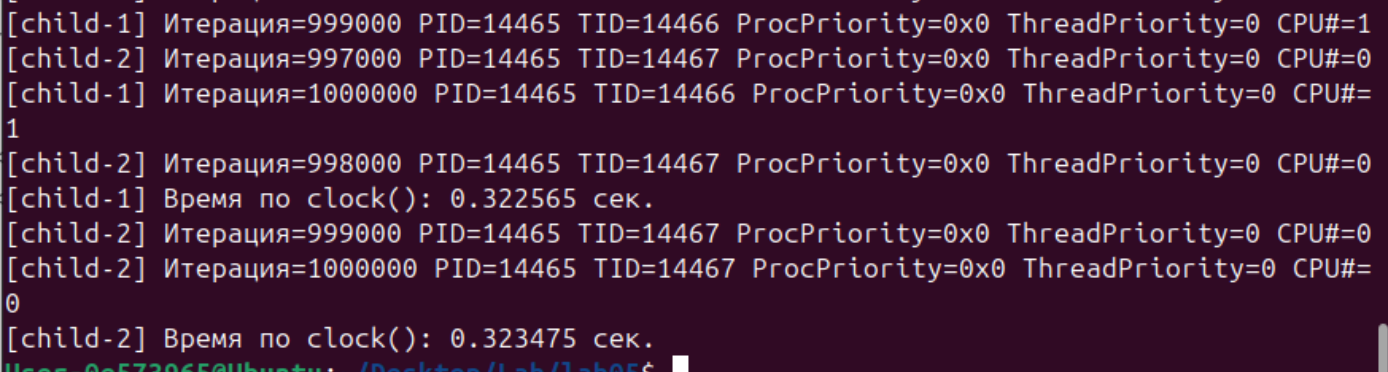 [child-1] Итерация=999000 PID=14465 TID=14466 ProcPriority=0x0 ThreadPriority=0 CPU#=1
[child-2] Итерация=997000 PID=14465 TID=14467 ProcPriority=0x0 ThreadPriority=0 CPU#=0
[child-1] Итерация=1000000 PID=14465 TID=14466 ProcPriority=0x0 ThreadPriority=0 CPU#=
1
[child-2] Итерация=998000 PID=14465 TID=14467 ProcPriority=0x0 ThreadPriority=0 CPU#=0
[child-1] Время по clock(): 0.322565 сек.
[child-2] Итерация=999000 PID=14465 TID=14467 ProcPriority=0x0 ThreadPriority=0 CPU#=0
[child-2] Итерация=1000000 PID=14465 TID=14467 ProcPriority=0x0 ThreadPriority=0 CPU#=
0
[child-2] Время по clock(): 0.323475 сек.